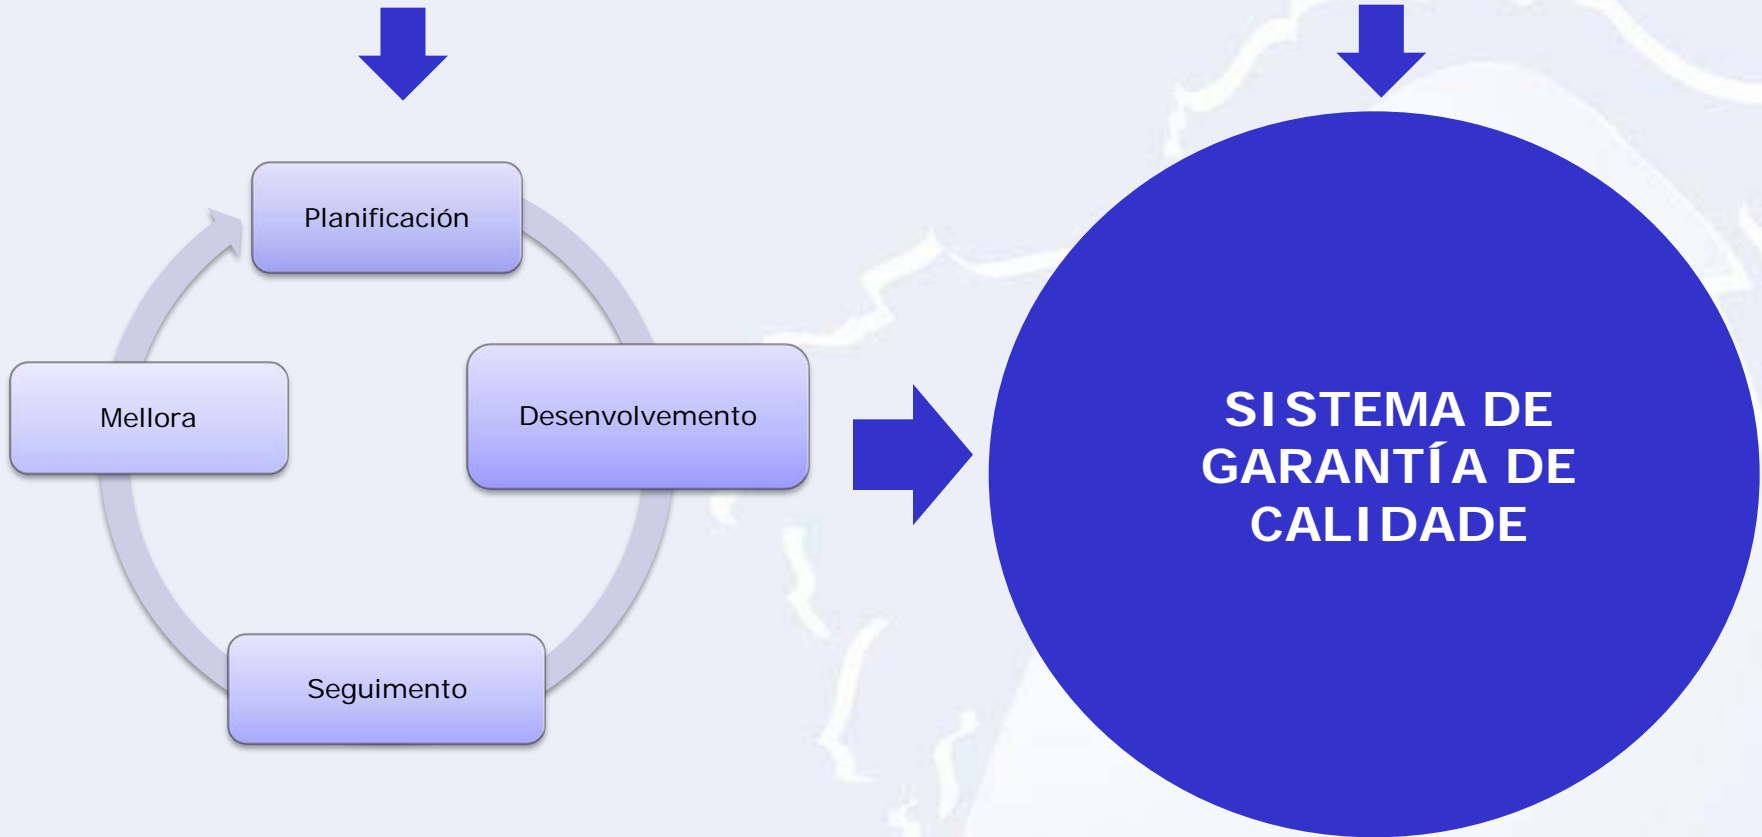 Planificación
Mellora
Desenvolvemento
Seguimento
SISTEMA DE
GARANTÍA DE
CALIDADE